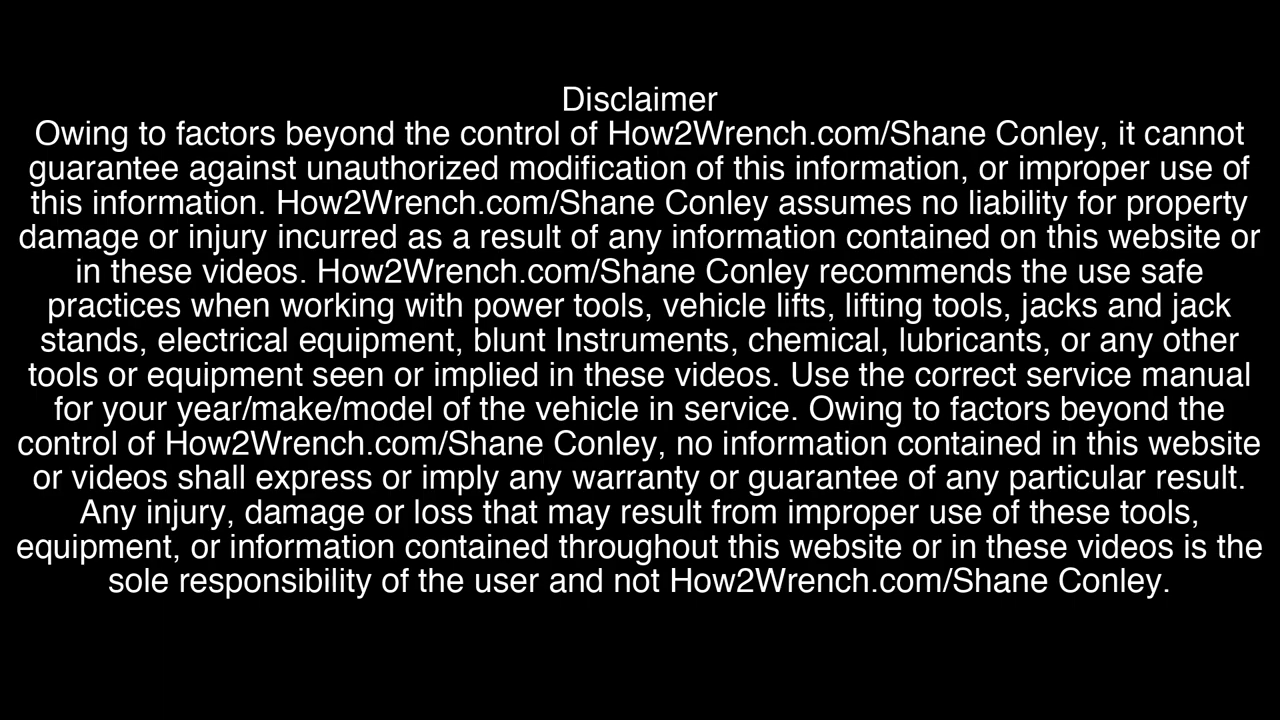 Disclaimer
Owing to factors beyond the control of How2Wrench.com/Shane Conley, it cannot
guarantee against unauthorized modification of this information, or improper use of
this information. How2Wrench.com/Shane Conley assumes no liability for property
damage or injury incurred as a result of any information contained on this website or
in these videos. How2Wrench.com/Shane Conley recommends the use safe
practices when working with power tools, vehicle lifts, lifting tools, jacks and jack
stands, electrical equipment, blunt Instruments, chemical, lubricants, or any other
tools or equipment seen or implied in these videos. Use the correct service manual
for your year/make/model of the vehicle in service. Owing to factors beyond the
control of How2Wrench.com/Shane Conley, no information contained in this website
or videos shall express or imply any warranty or guarantee of any particular result.
Any injury, damage or loss that may result from improper use of these tools,
equipment, or information contained throughout this website or in these videos is the
sole responsibility of the user and not How2Wrench.com/Shane Conley.